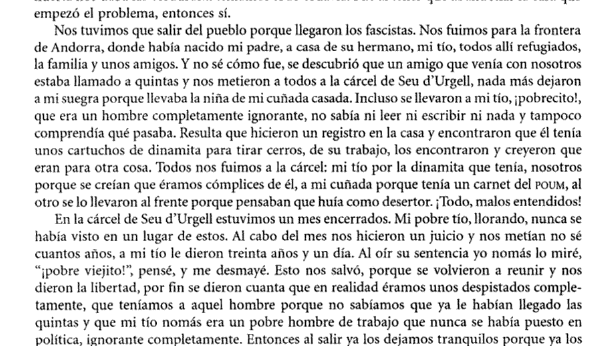 empezó el problema, entonces sí.
Nos tuvimos que salir del pueblo porque llegaron los fascistas. Nos fuimos para la frontera
de Andorra, donde había nacido mi padre, a casa de su hermano, mi tío, todos allí refugiados,
la familia y unos amigos. Y no sé cómo fue, se descubrió que un amigo que venía con nosotros
estaba llamado a quintas y nos metieron a todos a la cárcel de Seu d'Urgell, nada más dejaron
a mi suegra porque llevaba la niña de mi cuñada casada. Incluso se llevaron a mi tío, ¡pobrecito!,
que era un hombre completamente ignorante, no sabía ni leer ni escribir ni nada y tampoco
comprendía qué pasaba. Resulta que hicieron un registro en la casa y encontraron que él tenía
unos cartuchos de dinamita para tirar cerros, de su trabajo, los encontraron y creyeron que
eran para otra cosa. Todos nos fuimos a la cárcel: mi tío por la dinamita que tenía, nosotros
porque se creían que éramos cómplices de él, a mi cuñada porque tenía un carnet del POUM, al
otro se lo llevaron al frente porque pensaban que huía como desertor. ¡Todo, malos entendidos!
En la cárcel de Seu d'Urgell estuvimos un mes encerrados. Mi pobre tío, llorando, nunca se
había visto en un lugar de estos. Al cabo del mes nos hicieron un juicio y nos metían no sé
cuantos años, a mi tío le dieron treinta años y un día. Al oír su sentencia yo nomás lo miré,
"¡pobre viejito!", pensé, y me desmayé. Esto nos salvó, porque se volvieron a reunir y nos
dieron la libertad, por fin se dieron cuanta que en realidad éramos unos despistados comple-
tamente, que teníamos a aquel hombre porque no sabíamos que ya le habían llegado las
quintas y que mi tío nomás era un pobre hombre de trabajo que nunca se había puesto en
política, ignorante completamente. Entonces al salir ya los dejamos tranquilos porque ya los